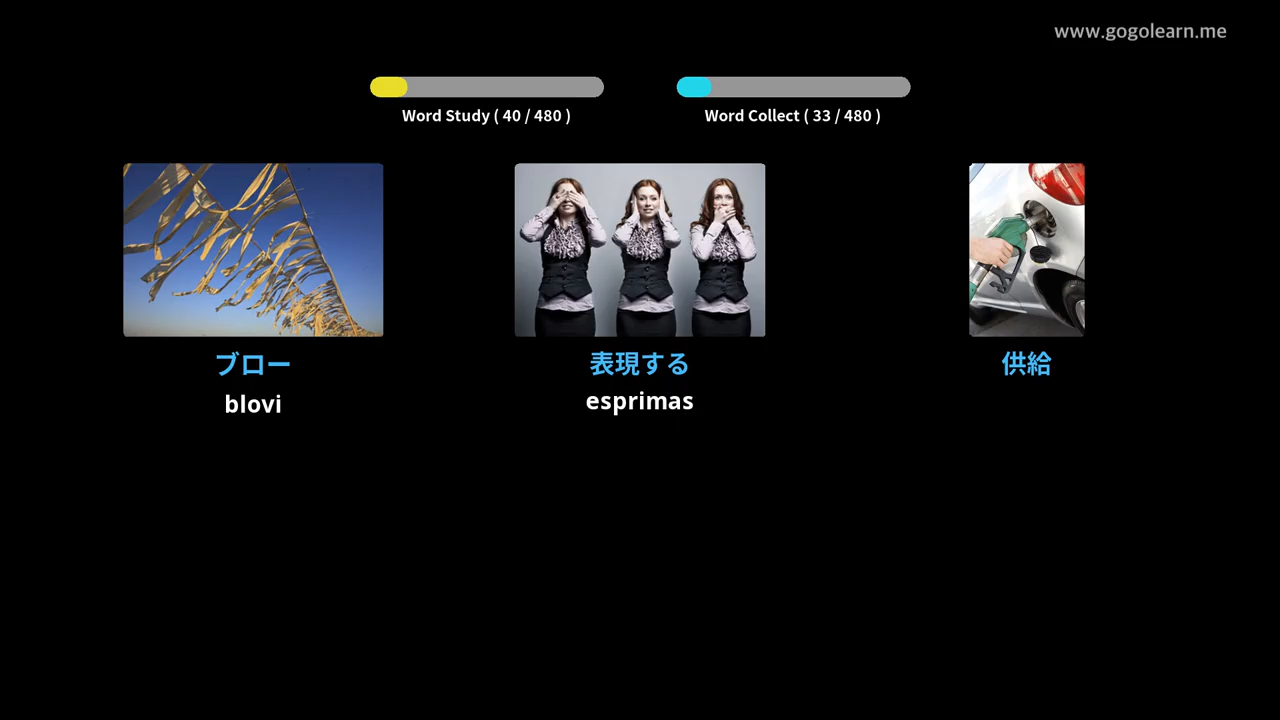 www.gogolearn.me
Word Study ( 40 / 480 )
Word Collect ( 33 / 480 )
ブロー
表現する
供給
blovi
esprimas